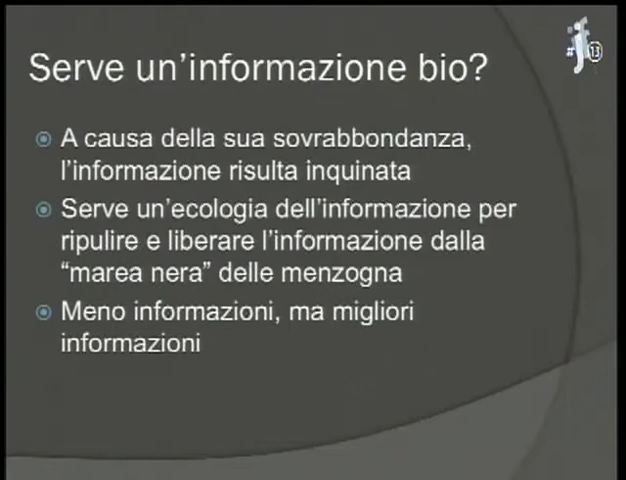 #ijf13
Serve un'informazione bio?
A causa della sua sovrabbondanza,
l'informazione risulta inquinata
Serve un'ecologia dell'informazione per
ripulire e liberare l'informazione dalla
“marea nera” delle menzogna
Meno informazioni, ma migliori
informazioni